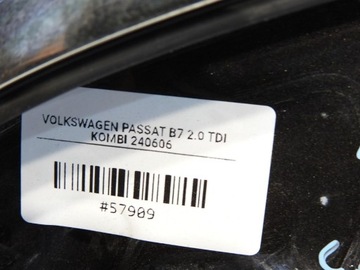 VOLKSWAGEN PASSAT B7 2.0 TDI
KOMBI 240606
#57909